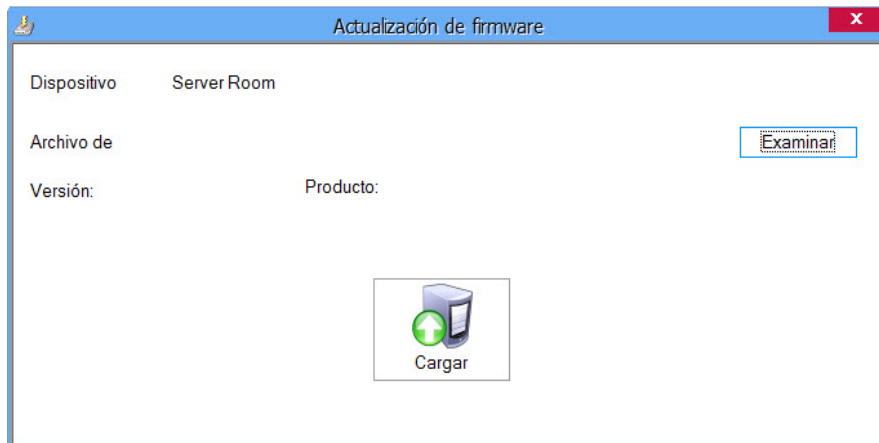 Actualización de firmware
X
Dispositivo Server Room
Archivo de Examinar
Versión: Producto:
Cargar